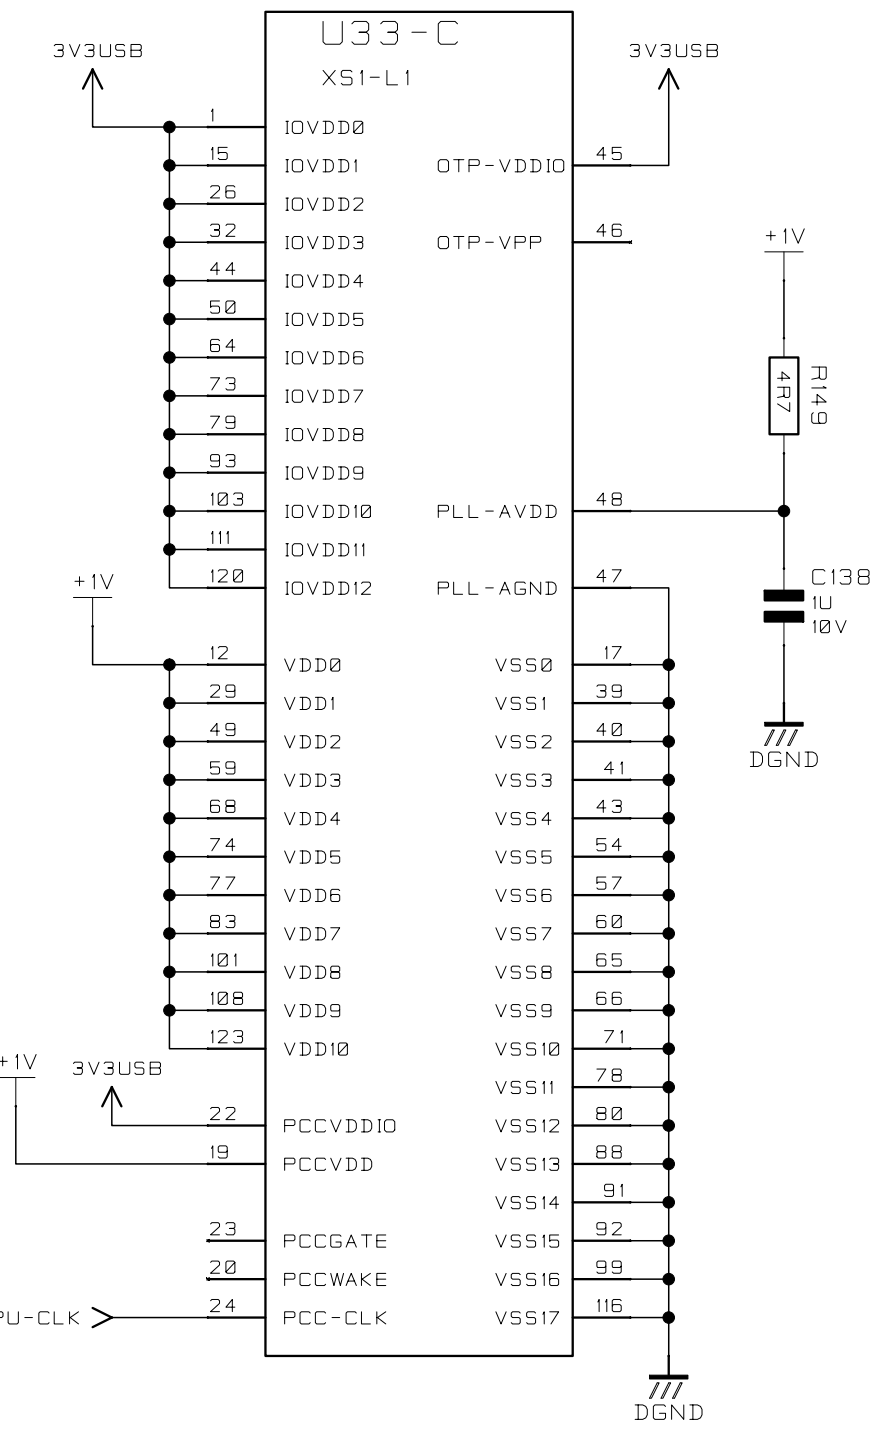 U33-C
XS1-L1
3V3USB
3V3USB
1 IOVDD0
15 IOVDD1 OTP-VDDIO 45
26 IOVDD2
32 IOVDD3 OTP-VPP 46
+1V
44 IOVDD4
50 IOVDD5
64 IOVDD6
73 IOVDD7
4R7 R149
79 IOVDD8
93 IOVDD9
103 IOVDD10 PLL-AVDD 48
111 IOVDD11
120 IOVDD12 PLL-AGND 47
+1V
C138
1U
10V
12 VDD0 VSS0 17
29 VDD1 VSS1 39
49 VDD2 VSS2 40
DGND
59 VDD3 VSS3 41
68 VDD4 VSS4 43
74 VDD5 VSS5 54
77 VDD6 VSS6 57
83 VDD7 VSS7 60
101 VDD8 VSS8 65
108 VDD9 VSS9 66
123 VDD10 VSS10 71
+1V
3V3USB
VSS11 78
22 PCCVDDIO VSS12 80
19 PCCVDD VSS13 88
VSS14 91
23 PCCGATE VSS15 92
20 PCCWAKE VSS16 99
PU-CLK 24 PCC-CLK VSS17 116
DGND